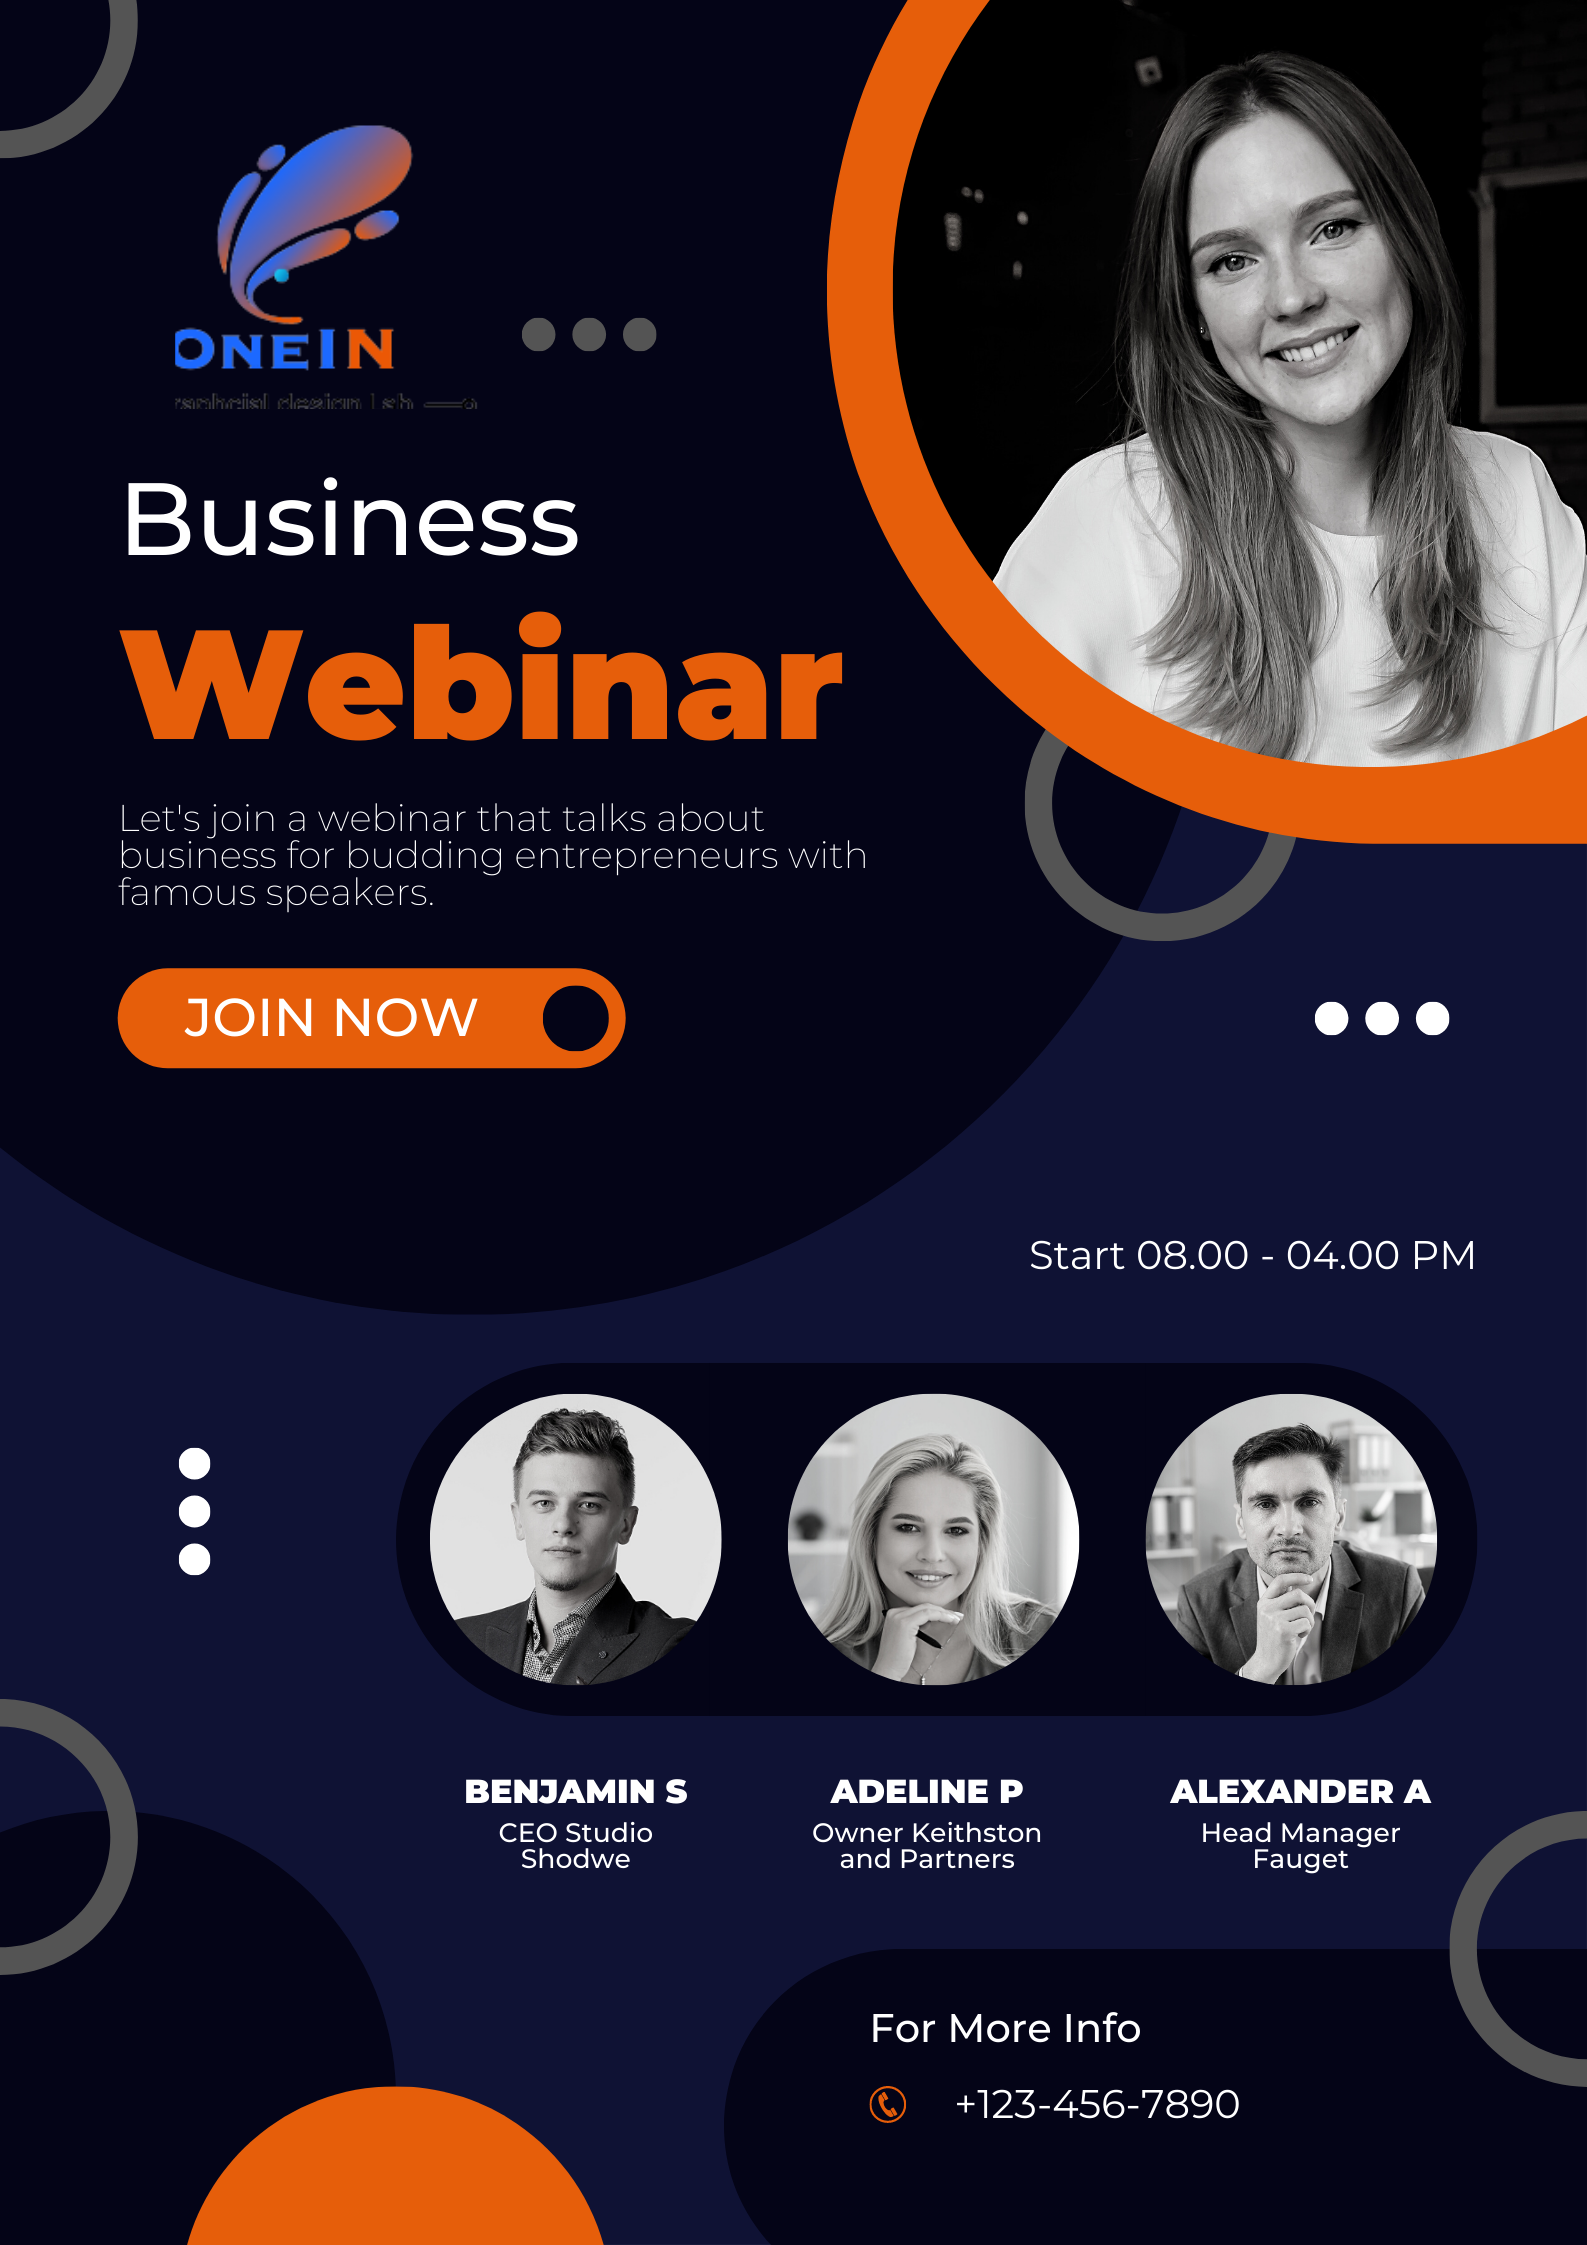 ONEIN
Business
Webinar
Let's join a webinar that talks about
business for budding entrepreneurs with
famous speakers.
JOIN NOW
Start 08.00 - 04.00 PM
BENJAMIN S
CEO Studio
Shodwe
ADELINE P
Owner Keithston
and Partners
ALEXANDER A
Head Manager
Fauget
For More Info
+123-456-7890